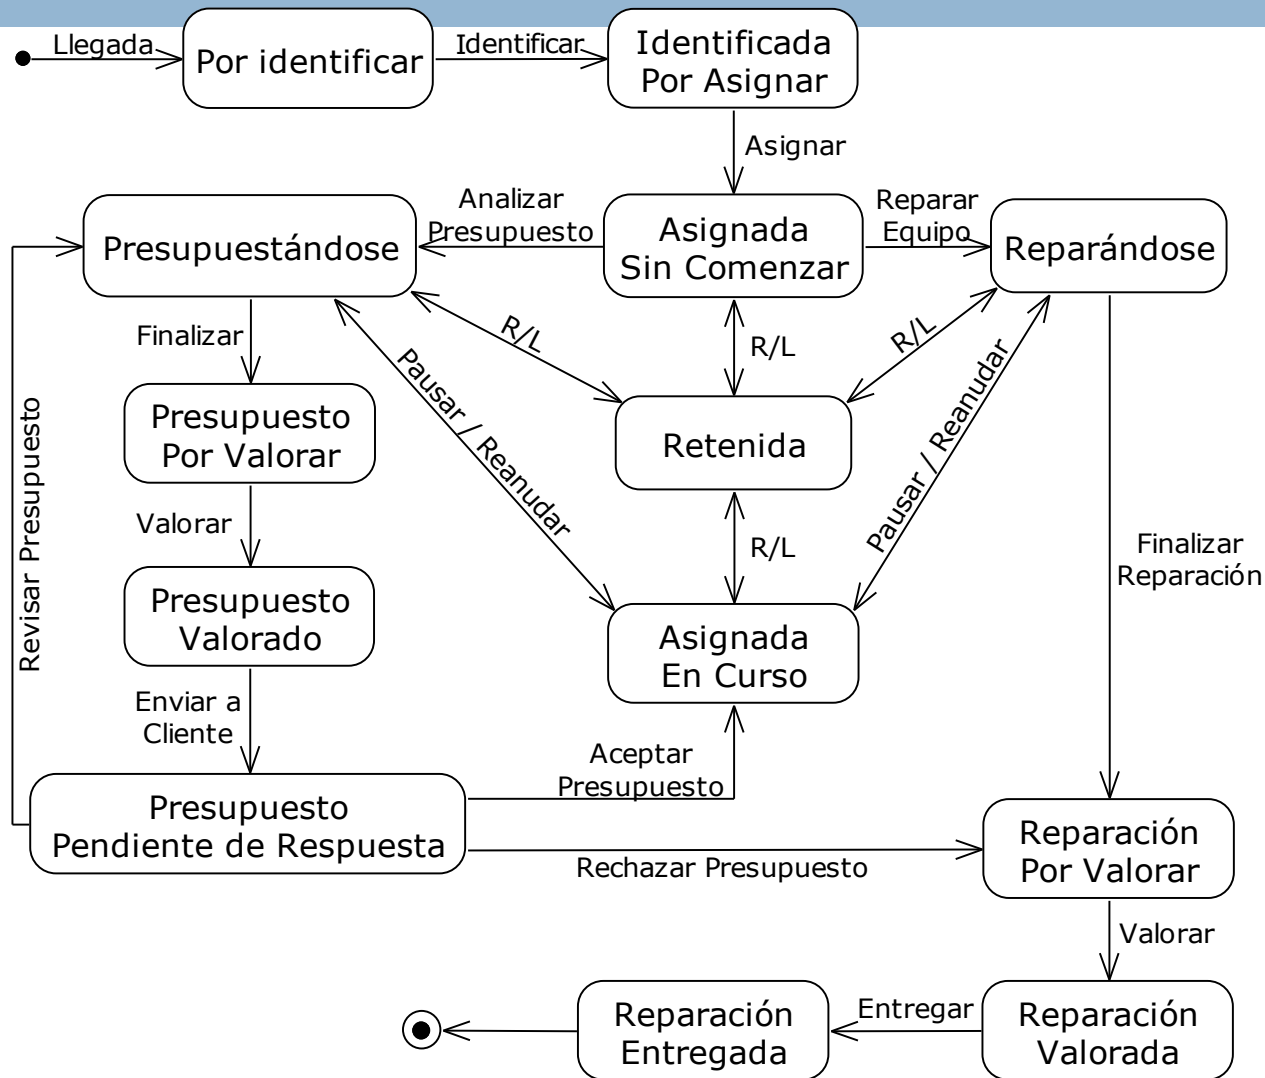 Llegada
Por identificar
Identificar
Identificada
Por Asignar
Asignar
Analizar
Presupuesto
Reparar
Equipo
Presupuestándose
Asignada
Sin Comenzar
Reparándose
Finalizar
R/L
R/L
R/L
Pausar / Reanudar
Pausar / Reanudar
Presupuesto
Por Valorar
Retenida
Revisar Presupuesto
Valorar
R/L
Finalizar
Reparación
Presupuesto
Valorado
Asignada
En Curso
Enviar a
Cliente
Aceptar
Presupuesto
Presupuesto
Pendiente de Respuesta
Rechazar Presupuesto
Reparación
Por Valorar
Valorar
Reparación
Entregada
Entregar
Reparación
Valorada